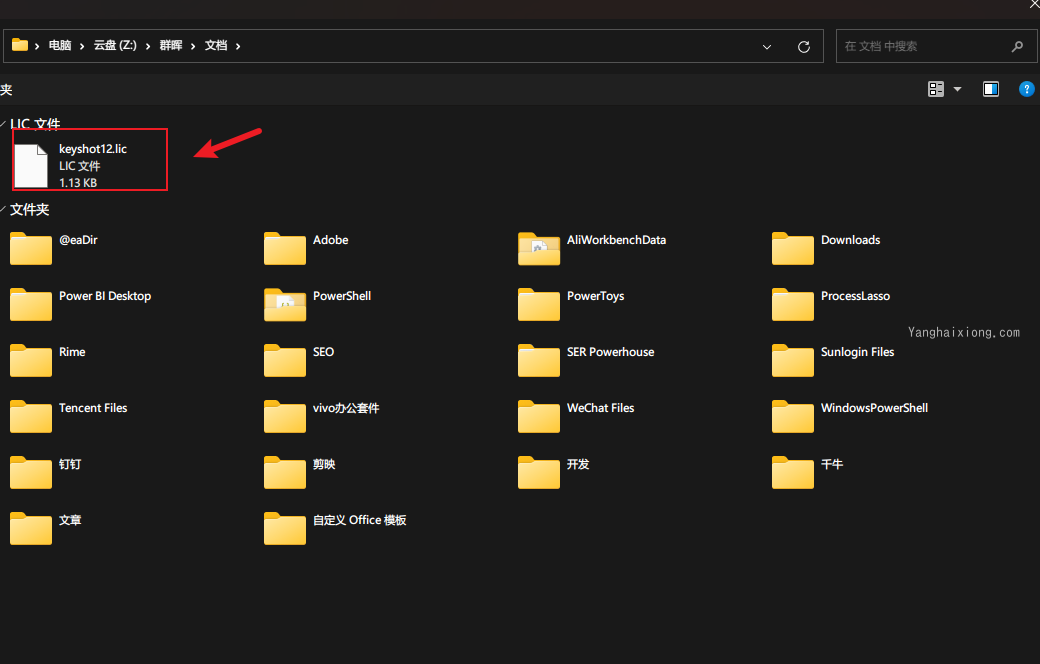 电脑 > 云盘 (Z:) > 群晖 > 文档 >
在 文档 中搜索
夹
LIC 文件
keyshot12.lic
LIC 文件
1.13 KB
文件夹
@eaDir
Adobe
AliWorkbenchData
Downloads
Power BI Desktop
PowerShell
PowerToys
ProcessLasso
Yanghaixiong.com
Rime
SEO
SER Powerhouse
Sunlogin Files
Tencent Files
vivo办公套件
WeChat Files
WindowsPowerShell
钉钉
剪映
开发
千牛
文章
自定义 Office 模板